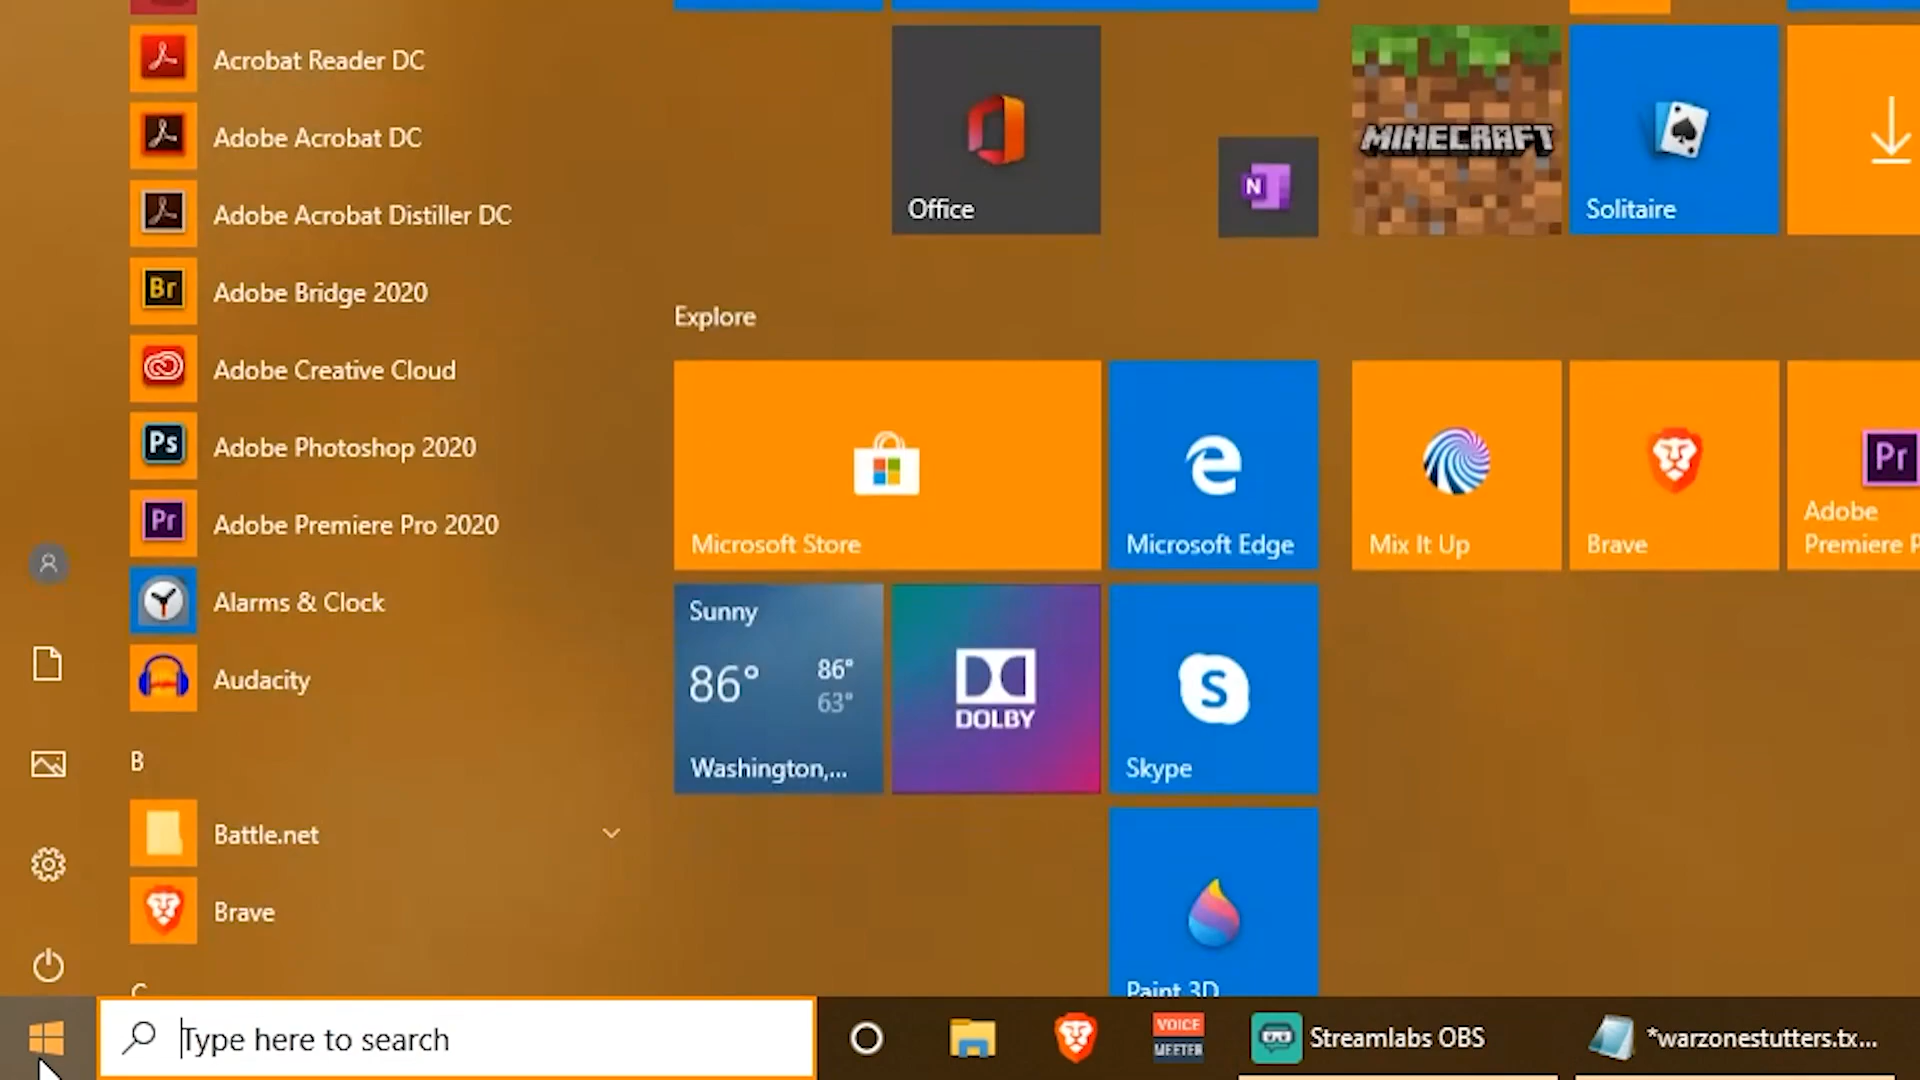 Acrobat Reader DC
Adobe Acrobat DC
Adobe Acrobat Distiller DC
Br
Adobe Bridge 2020
Adobe Creative Cloud
Ps
Adobe Photoshop 2020
Pr
Adobe Premiere Pro 2020
Alarms & Clock
Audacity
B
Battle.net
Brave
Office
N
MINECRAFT
Solitaire
Explore
Microsoft Store
Microsoft Edge
Mix It Up
Brave
Pr
Adobe
Premiere P
Sunny
86°
86°
63°
Washington,...
DOLBY
S
Skype
Paint 3D
Type here to search
VOICE
MEETER
Streamlabs OBS
*warzonestutters.tx...